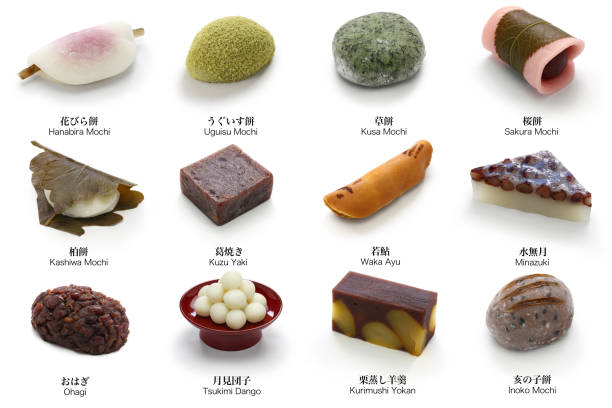 花びら餅
Hanabira Mochi
うぐいす餅
Uguisu Mochi
草餅
Kusa Mochi
桜餅
Sakura Mochi
柏餅
Kashiwa Mochi
葛焼き
Kuzu Yaki
若鮎
Waka Ayu
水無月
Minazuki
おはぎ
Ohagi
月見団子
Tsukimi Dango
栗蒸し羊羹
Kurimushi Yokan
亥の子餅
Inoko Mochi